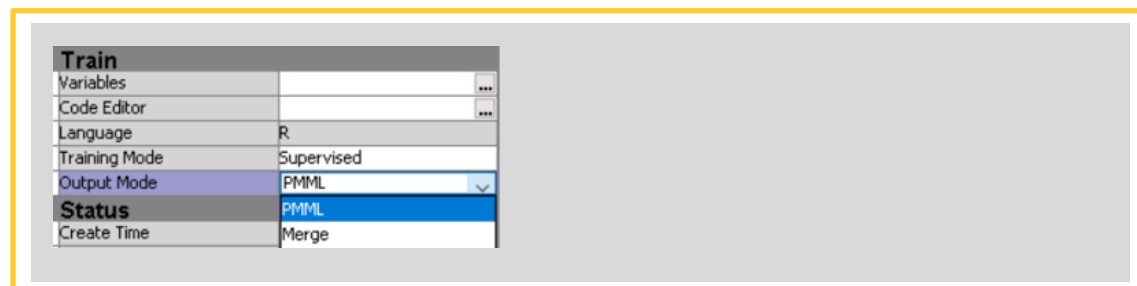 Train
Variables ...
Code Editor ...
Language R
Training Mode Supervised
Output Mode PMML
Status PMML
Create Time Merge